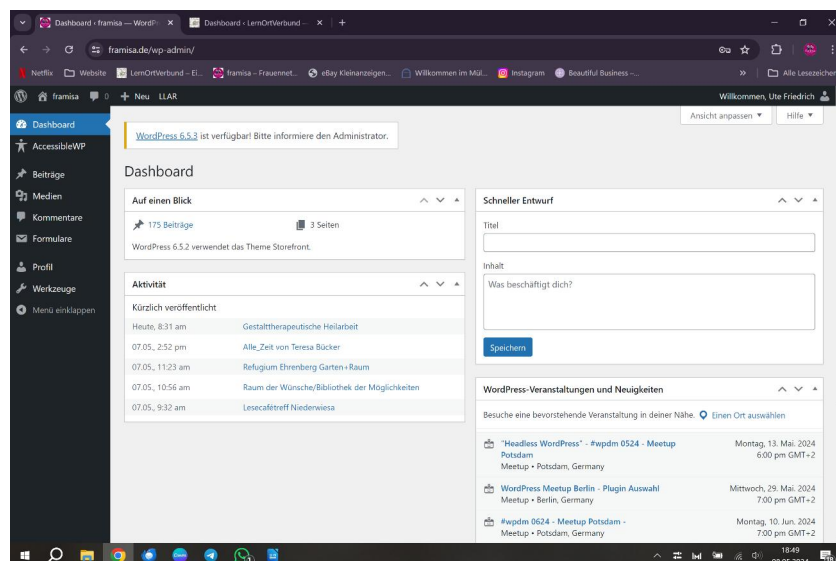 Dashboard ‹ framisa — WordPr
Dashboard ‹ LernOrtVerbund —
framisa.de/wp-admin/
Netflix Website LernOrtVerbund – Ei... framisa – Frauennet... eBay Kleinanzeigen... Willkommen im Mül... Instagram Beautiful Business –... » Alle Lesezeichen
framisa 0 + Neu LLAR Willkommen, Ute Friedrich
Dashboard
AccessibleWP
Beiträge
Medien
Kommentare
Formulare
Profil
Werkzeuge
Menü einklappen
Ansicht anpassen Hilfe
WordPress 6.5.3 ist verfügbar! Bitte informiere den Administrator.
Dashboard
Auf einen Blick
175 Beiträge 3 Seiten
WordPress 6.5.2 verwendet das Theme Storefront.
Aktivität
Kürzlich veröffentlicht
Heute, 8:31 am Gestalttherapeutische Heilarbeit
07.05., 2:52 pm Alle_Zeit von Teresa Bücker
07.05., 11:23 am Refugium Ehrenberg Garten+Raum
07.05., 10:56 am Raum der Wünsche/Bibliothek der Möglichkeiten
07.05., 9:32 am Lesecafétreff Niederwiesa
Schneller Entwurf
Titel
Inhalt
Was beschäftigt dich?
Speichern
WordPress-Veranstaltungen und Neuigkeiten
Besuche eine bevorstehende Veranstaltung in deiner Nähe. Einen Ort auswählen
"Headless WordPress" - #wpdm 0524 - Meetup Montag, 13. Mai. 2024
Potsdam 6:00 pm GMT+2
Meetup • Potsdam, Germany
WordPress Meetup Berlin - Plugin Auswahl Mittwoch, 29. Mai. 2024
Meetup • Berlin, Germany 7:00 pm GMT+2
#wpdm 0624 - Meetup Potsdam - Montag, 10. Jun. 2024
Meetup • Potsdam, Germany 7:00 pm GMT+2
18:49
08.05.2024